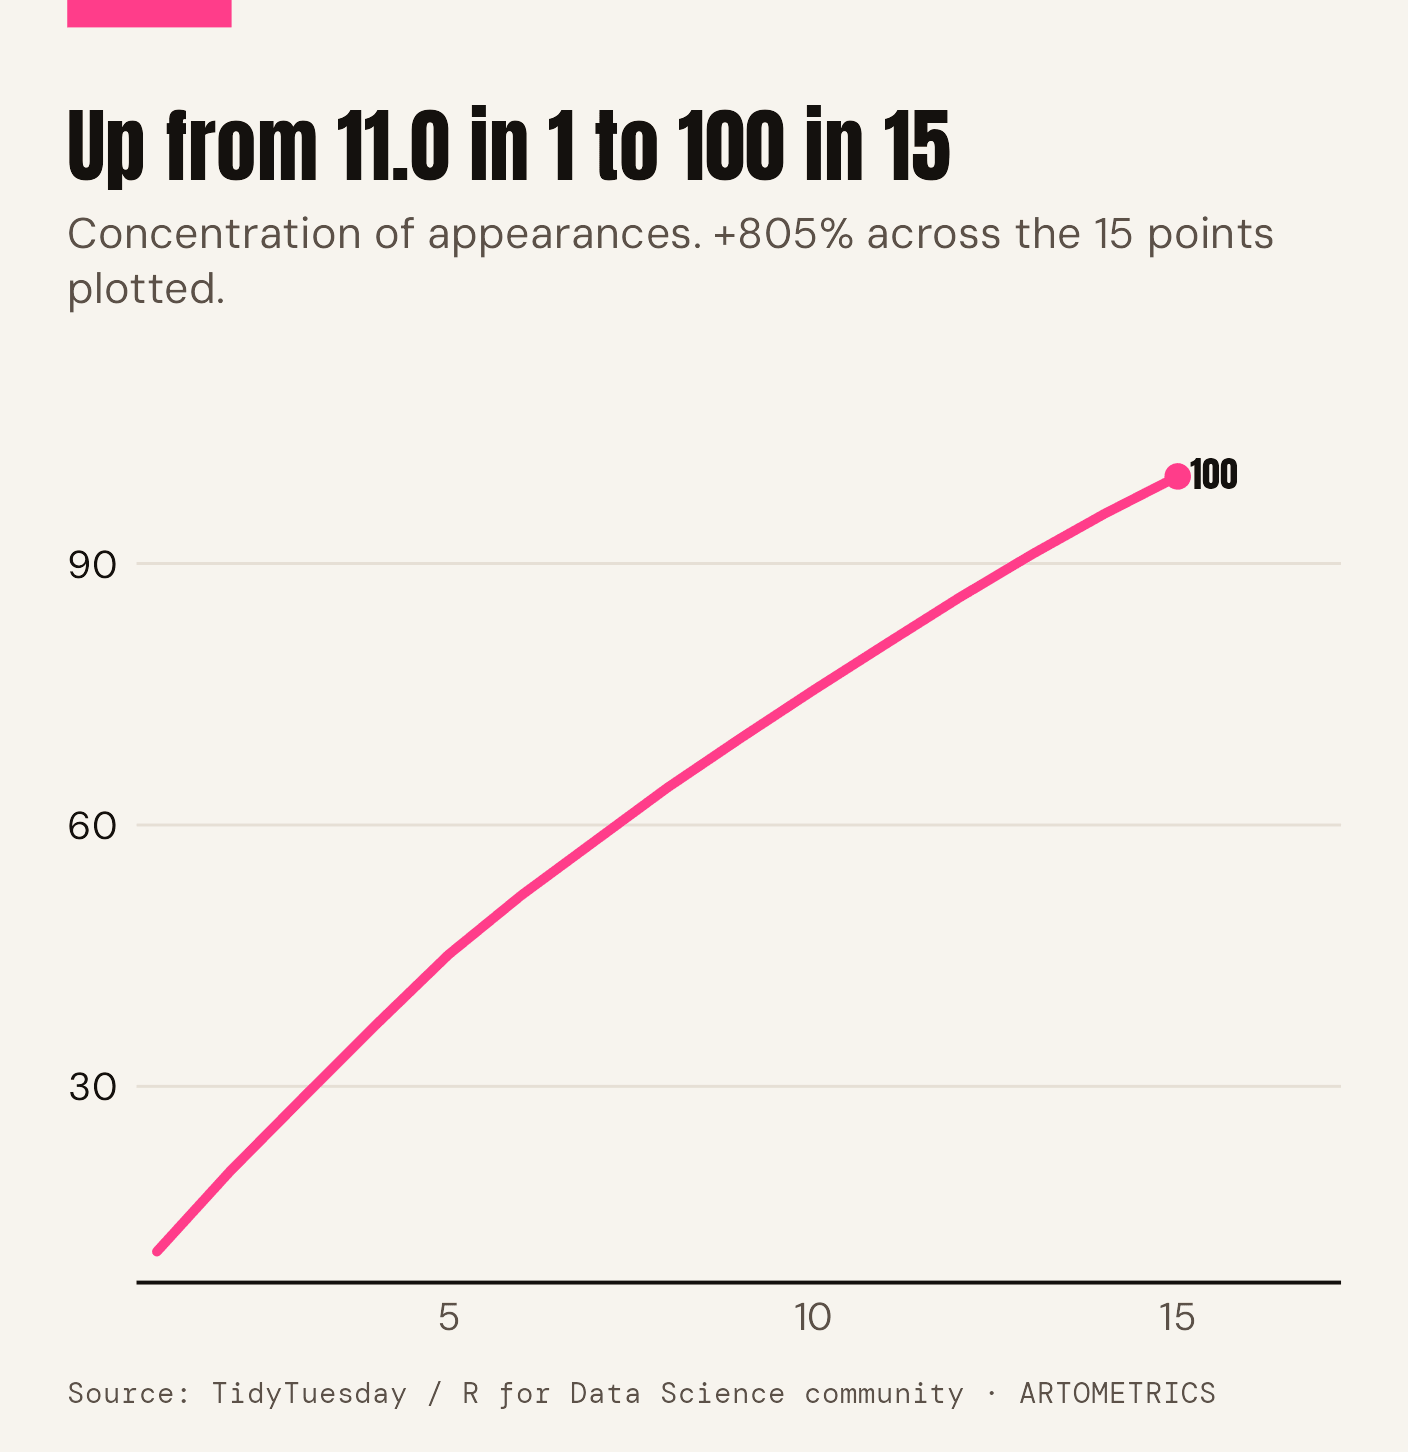 Up from 11.0 in 1 to 100 in 15
Concentration of appearances. +805% across the 15 points
plotted.
100
90
60
30
5 10 15
Source: TidyTuesday / R for Data Science community · ARTOMETRICS